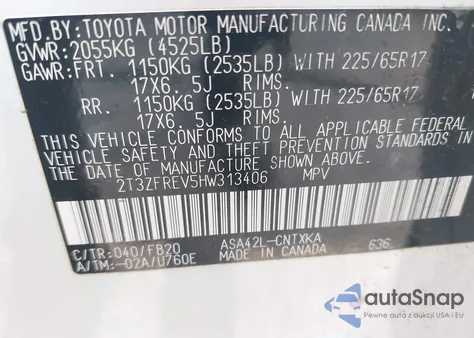 MFD. BY: TOYOTA MOTOR MANUFACTURING CANADA INC.
GVWR: 2055KG (4525LB)
GAWR: FRT. 1150KG (2535LB) WITH 225/65R17
17X6. 5J RIMS.
RR. 1150KG (2535LB) WITH 225/65R17
17X6. 5J RIMS.
THIS VEHICLE CONFORMS TO ALL APPLICABLE FEDERAL
VEHICLE SAFETY AND THEFT PREVENTION
THE DATE OF MANUFACTURE SHOWN ABOVE.
2T3ZFREV5HW313406 MPV
C/TR: 040/FB20 ASA42L-CNTXKA
A/TM: -02A/U760E MADE IN CANADA 636
autoSnap
Pewne auta z aukcji USA i EU